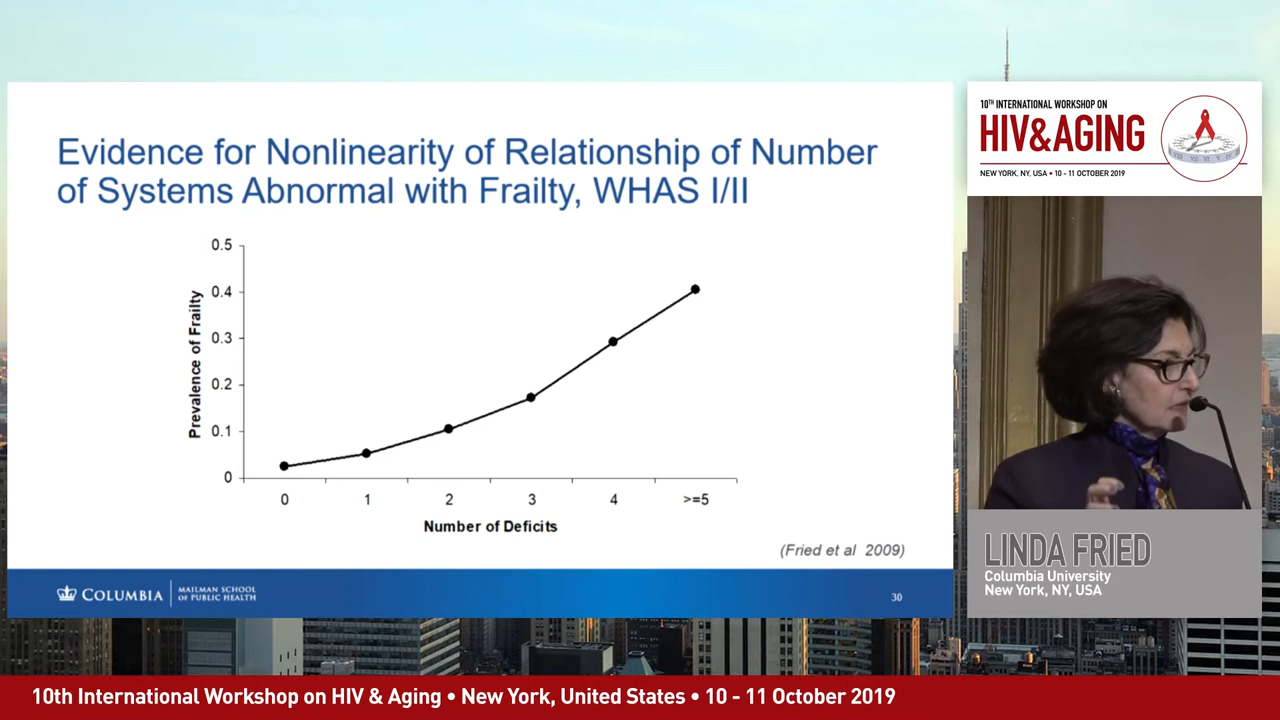 Evidence for Nonlinearity of Relationship of Number
of Systems Abnormal with Frailty, WHAS I/II
0.5
0.4
0.3
0.2
0.1
0
Prevalence of Frailty
0 1 2 3 4 >=5
Number of Deficits
(Fried et al 2009)
COLUMBIA
MAILMAN SCHOOL
OF PUBLIC HEALTH
30
10TH INTERNATIONAL WORKSHOP ON
HIV&AGING
NEW YORK, NY, USA • 10 - 11 OCTOBER 2019
LINDA FRIED
Columbia University
New York, NY, USA
10th International Workshop on HIV & Aging • New York, United States • 10 - 11 October 2019